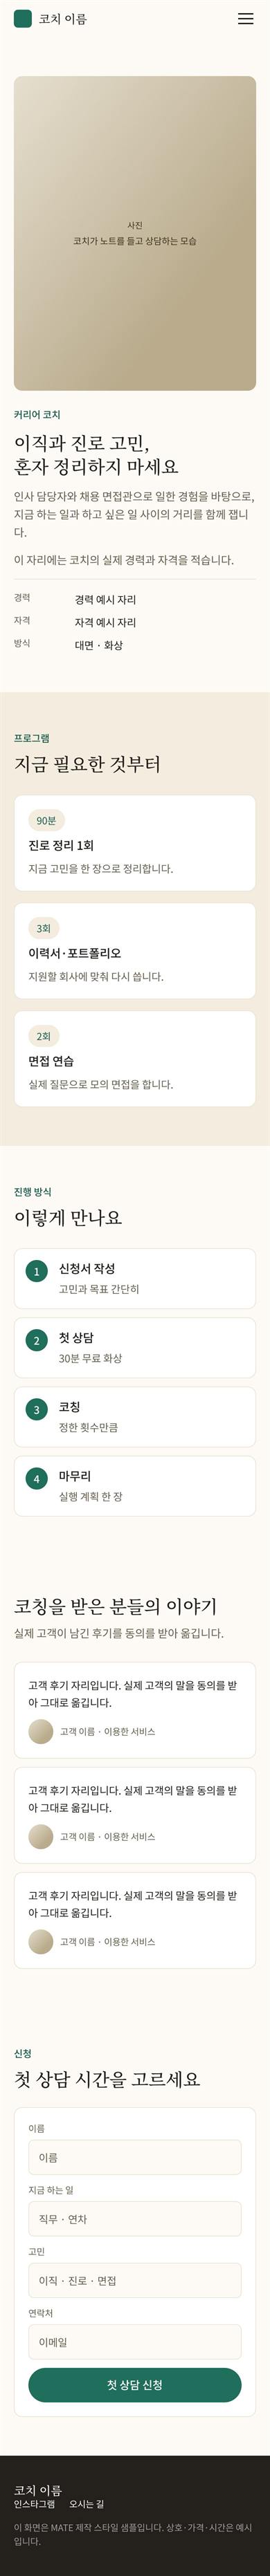 코치 이름
사진
코치가 노트를 들고 상담하는 모습
커리어 코치
이직과 진로 고민,
혼자 정리하지 마세요
인사 담당자와 채용 면접관으로 일한 경험을 바탕으로,
지금 하는 일과 하고 싶은 일 사이의 거리를 함께 잽니
다.
이 자리에는 코치의 실제 경력과 자격을 적습니다.
경력 경력 예시 자리
자격 자격 예시 자리
방식 대면 · 화상
프로그램
지금 필요한 것부터
90분
진로 정리 1회
지금 고민을 한 장으로 정리합니다.
3회
이력서·포트폴리오
지원할 회사에 맞춰 다시 씁니다.
2회
면접 연습
실제 질문으로 모의 면접을 합니다.
진행 방식
이렇게 만나요
1 신청서 작성
고민과 목표 간단히
2 첫 상담
30분 무료 화상
3 코칭
정한 횟수만큼
4 마무리
실행 계획 한 장
코칭을 받은 분들의 이야기
실제 고객이 남긴 후기를 동의를 받아 옮깁니다.
고객 후기 자리입니다. 실제 고객의 말을 동의를 받
아 그대로 옮깁니다.
고객 이름 · 이용한 서비스
고객 후기 자리입니다. 실제 고객의 말을 동의를 받
아 그대로 옮깁니다.
고객 이름 · 이용한 서비스
고객 후기 자리입니다. 실제 고객의 말을 동의를 받
아 그대로 옮깁니다.
고객 이름 · 이용한 서비스
신청
첫 상담 시간을 고르세요
이름
이름
지금 하는 일
직무 · 연차
고민
이직 · 진로 · 면접
연락처
이메일
첫 상담 신청
코치 이름
인스타그램 오시는 길
이 화면은 MATE 제작 스타일 샘플입니다. 상호·가격·시간은 예시
입니다.